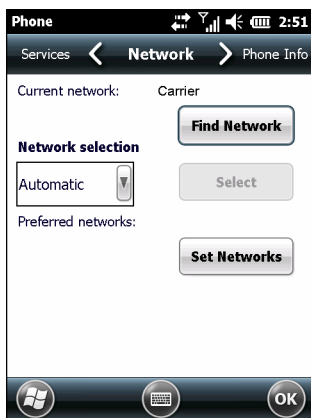 Phone 2:51
Services Network Phone Info
Current network: Carrier
Find Network
Network selection
Automatic Select
Preferred networks:
Set Networks
OK